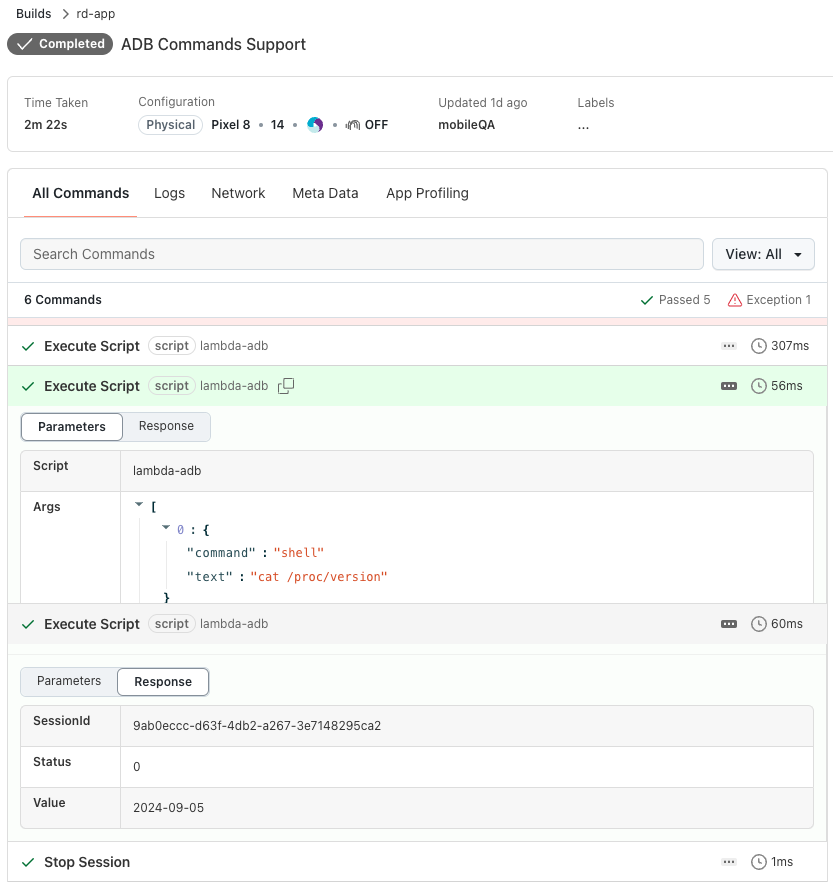 Builds > rd-app
Completed ADB Commands Support
Time Taken Configuration Updated 1d ago Labels
2m 22s Physical Pixel 8 • 14 • • OFF mobileQA ...
All Commands Logs Network Meta Data App Profiling
Search Commands View: All
6 Commands Passed 5 Exception 1
Execute Script script lambda-adb 307ms
Execute Script script lambda-adb 56ms
Parameters Response
Script lambda-adb
Args [
0 : {
"command" : "shell"
"text" : "cat /proc/version"
}
Execute Script script lambda-adb 60ms
Parameters Response
SessionId 9ab0eccc-d63f-4db2-a267-3e7148295ca2
Status 0
Value 2024-09-05
Stop Session 1ms